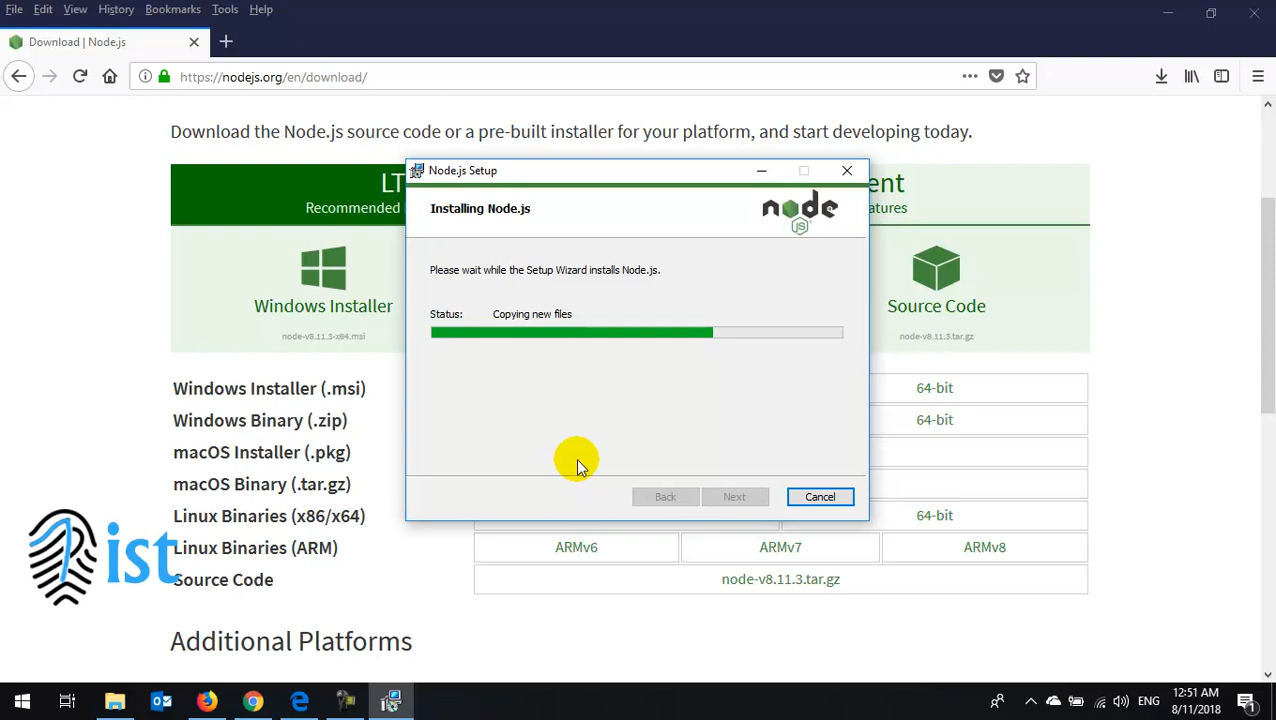 File Edit View History Bookmarks Tools Help
Download | Node.js
https://nodejs.org/en/download/
Download the Node.js source code or a pre-built installer for your platform, and start developing today.
LT
ent
Recommended
atures
Node.js Setup
Installing Node.js
node
JS
Please wait while the Setup Wizard installs Node.js.
Status: Copying new files
Back Next Cancel
Windows Installer
Source Code
node-v8.11.3-x64.msi
node-v8.11.3.tar.gz
Windows Installer (.msi) 64-bit
Windows Binary (.zip) 64-bit
macOS Installer (.pkg)
macOS Binary (.tar.gz)
Linux Binaries (x86/x64) 64-bit
Linux Binaries (ARM) ARMv6 ARMv7 ARMv8
Source Code node-v8.11.3.tar.gz
ist
Additional Platforms
ENG
12:51 AM
8/11/2018
1